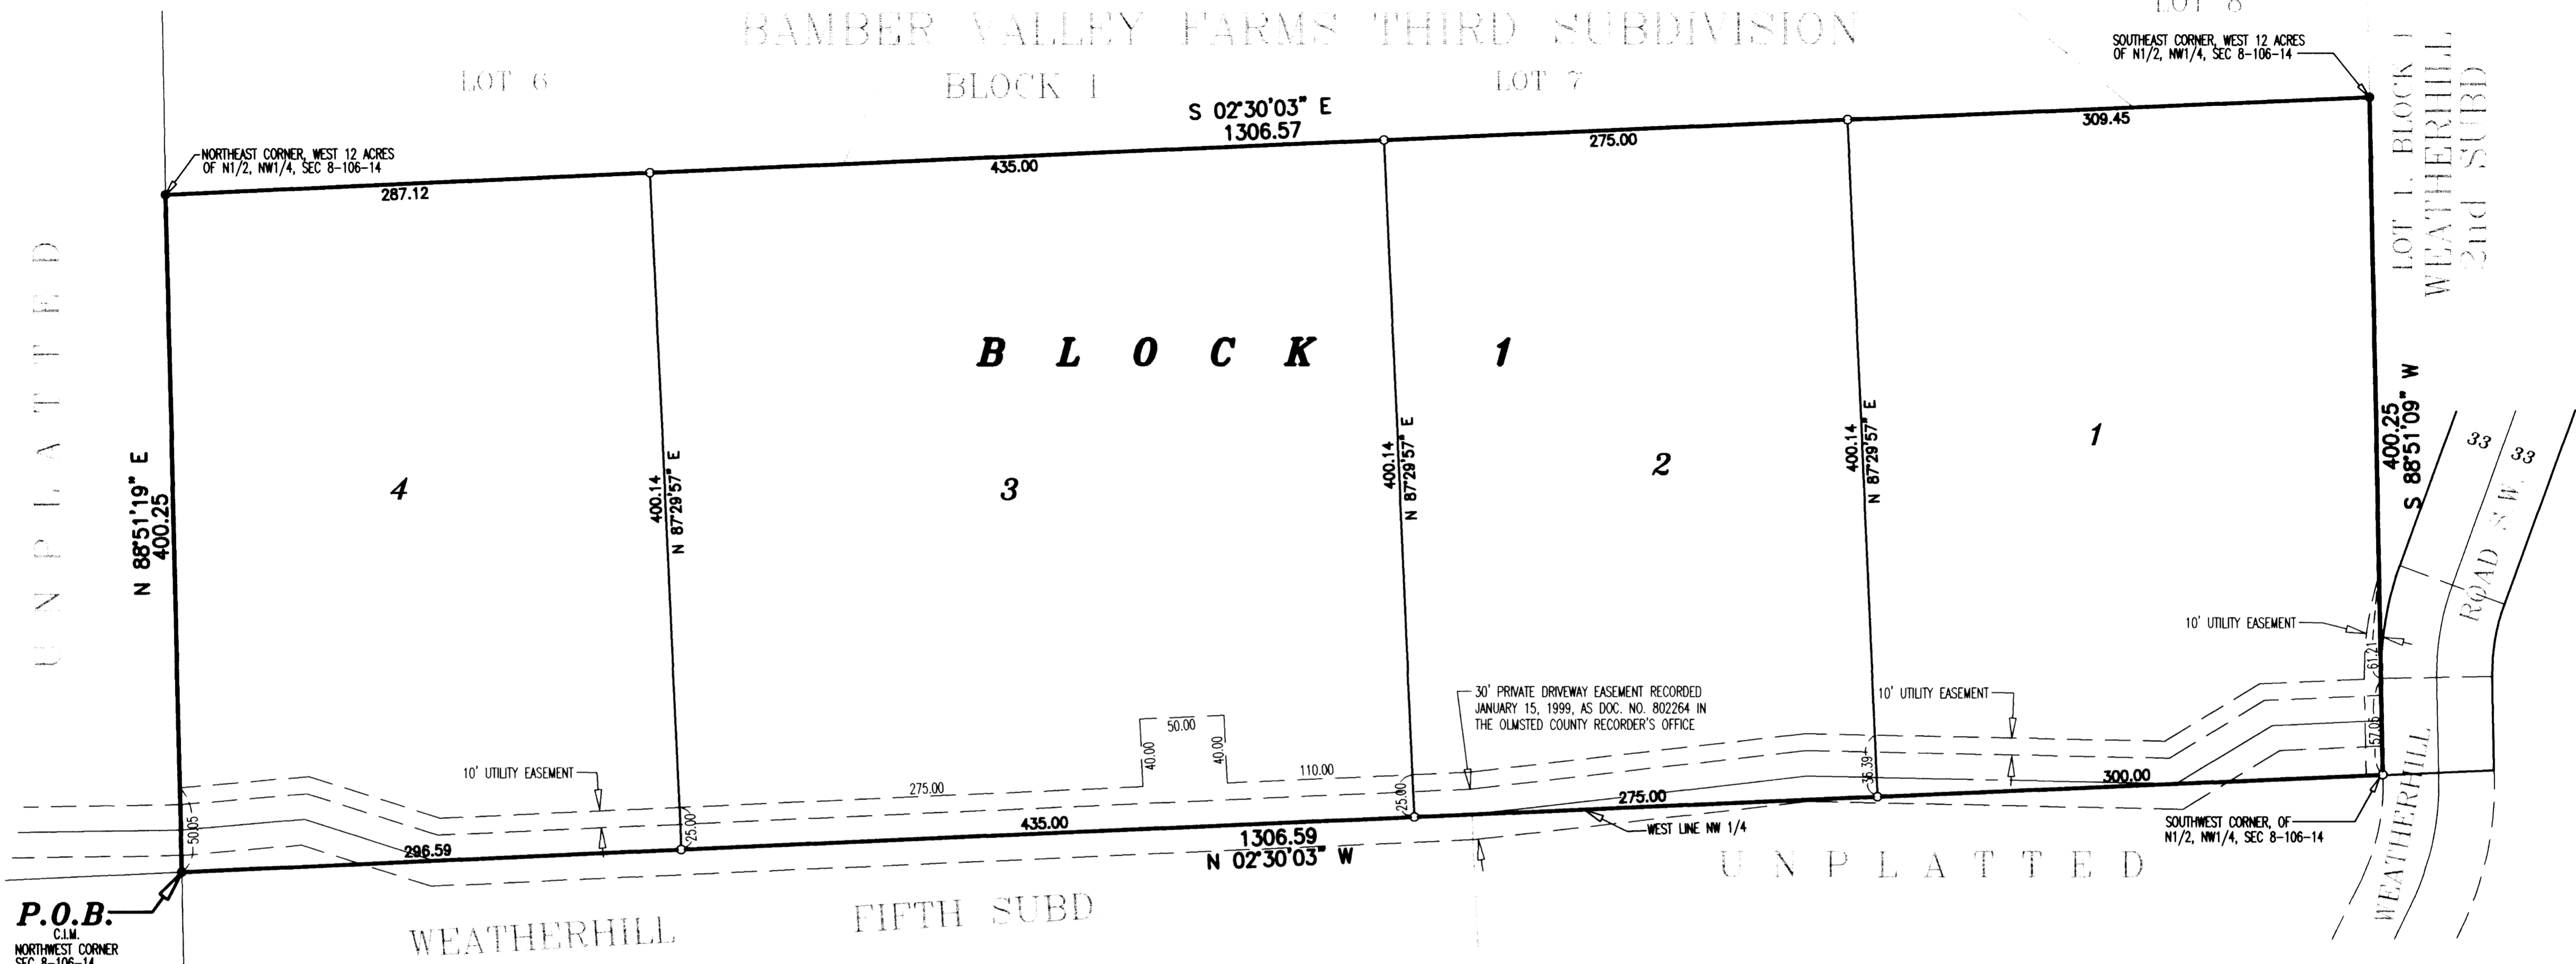 BAMBER VALLEY FARMS THIRD SUBDIVISION
LOT 8
LOT 6
BLOCK 1
LOT 7
SOUTHEAST CORNER, WEST 12 ACRES
OF N1/2, NW1/4, SEC 8-106-14
LOT 1, BLOCK 1
WEATHERHILL
2nd SUBD
S 02°30'03" E
1306.57
NORTHEAST CORNER, WEST 12 ACRES
OF N1/2, NW1/4, SEC 8-106-14
287.12
435.00
275.00
309.45
UNPLATTED
BLOCK 1
N 88°51'19" E
400.25
4
400.14
N 87°29'57" E
3
400.14
N 87°29'57" E
2
400.14
N 87°29'57" E
1
400.25
S 88°51'09" W
33
33
ROAD S.W.
WEATHERHILL
10' UTILITY EASEMENT
61.21
57.05
30' PRIVATE DRIVEWAY EASEMENT RECORDED
JANUARY 15, 1999, AS DOC. NO. 802264 IN
THE OLMSTED COUNTY RECORDER'S OFFICE
10' UTILITY EASEMENT
50.00
40.00
40.00
10' UTILITY EASEMENT
275.00
110.00
50.05
25.00
25.00
36.39
296.59
435.00
275.00
300.00
1306.59
N 02°30'03" W
WEST LINE NW 1/4
SOUTHWEST CORNER, OF
N1/2, NW1/4, SEC 8-106-14
UNPLATTED
P.O.B.
C.I.M.
NORTHWEST CORNER
SEC 8-106-14
WEATHERHILL FIFTH SUBD